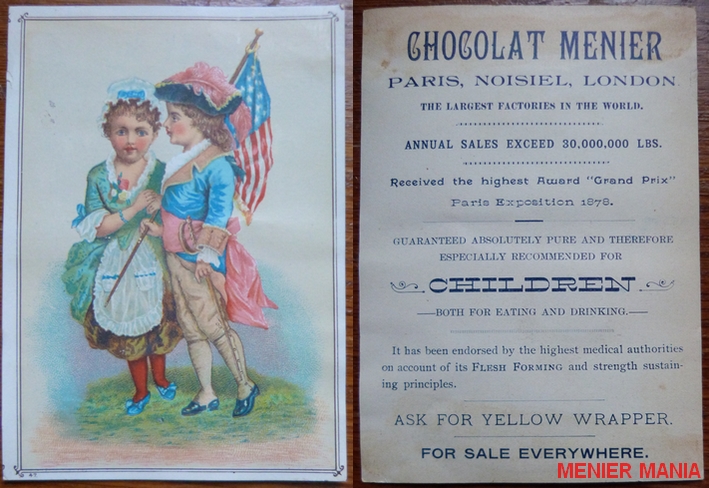 CHOCOLAT MENIER
PARIS, NOISIEL, LONDON.
THE LARGEST FACTORIES IN THE WORLD.
ANNUAL SALES EXCEED 30,000,000 LBS.
Received the highest Award "Grand Prix"
Paris Exposition 1878.
GUARANTEED ABSOLUTELY PURE AND THEREFORE
ESPECIALLY RECOMMENDED FOR
CHILDREN
—BOTH FOR EATING AND DRINKING.—
It has been endorsed by the highest medical authorities
on account of its FLESH FORMING and strength sustain-
ing principles.
ASK FOR YELLOW WRAPPER.
FOR SALE EVERYWHERE.
MENIER MANIA